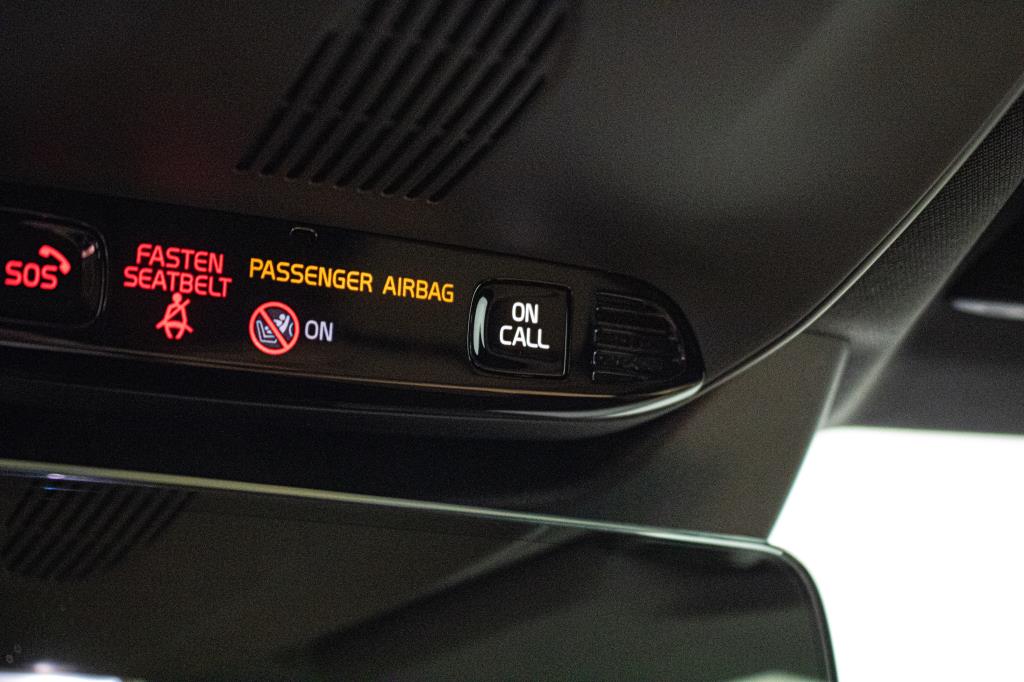 SOS
FASTEN
SEATBELT
PASSENGER AIRBAG
ON
ON
CALL